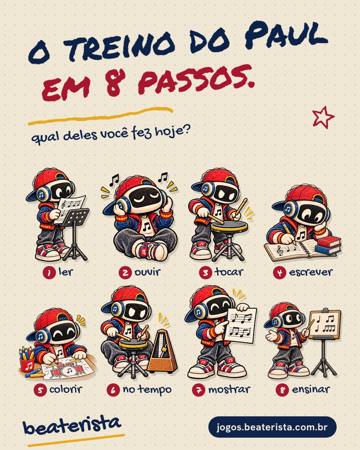 O TREINO DO PAUL
EM 8 PASSOS.
qual deles você fez hoje?
1 ler
2 ouvir
3 tocar
4 escrever
5 colorir
6 no tempo
7 mostrar
8 ensinar
beaterista
jogos.beaterista.com.br